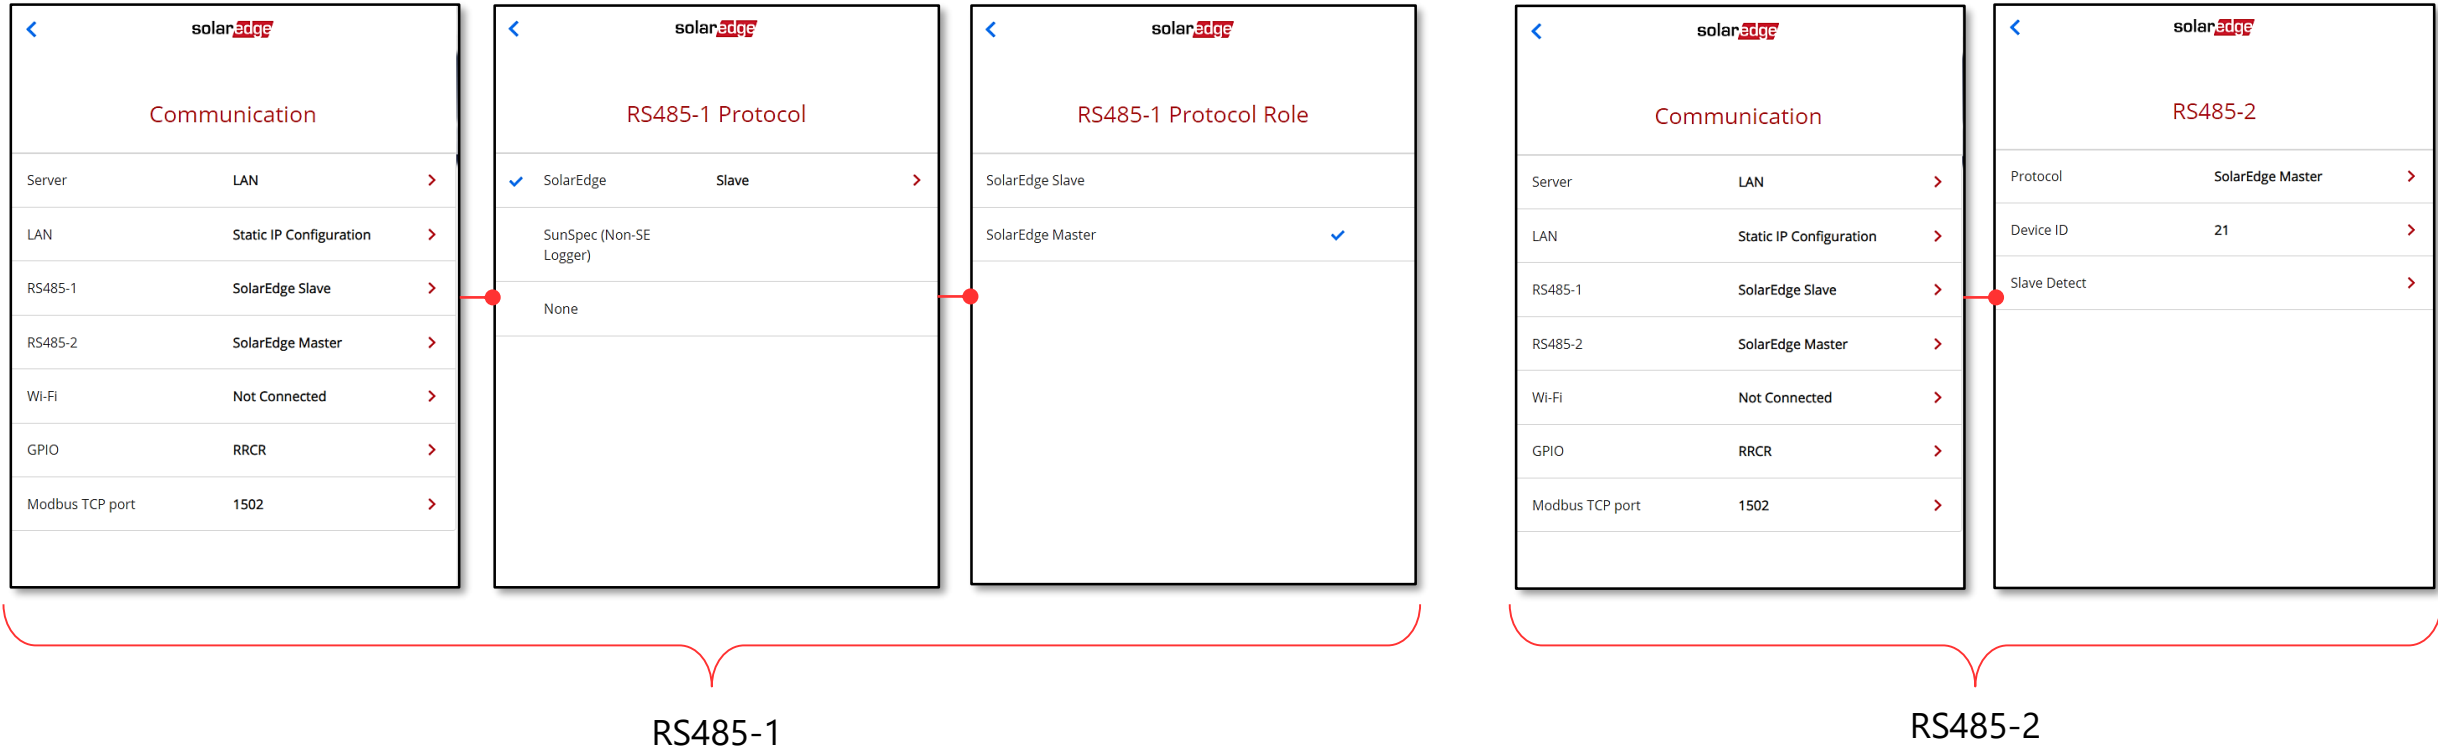 solaredge
Communication
Server LAN
LAN Static IP Configuration
RS485-1 SolarEdge Slave
RS485-2 SolarEdge Master
Wi-Fi Not Connected
GPIO RRCR
Modbus TCP port 1502
solaredge
RS485-1 Protocol
SolarEdge Slave
SunSpec (Non-SE
Logger)
None
solaredge
RS485-1 Protocol Role
SolarEdge Slave
SolarEdge Master
RS485-1
solaredge
Communication
Server LAN
LAN Static IP Configuration
RS485-1 SolarEdge Slave
RS485-2 SolarEdge Master
Wi-Fi Not Connected
GPIO RRCR
Modbus TCP port 1502
solaredge
RS485-2
Protocol SolarEdge Master
Device ID 21
Slave Detect
RS485-2